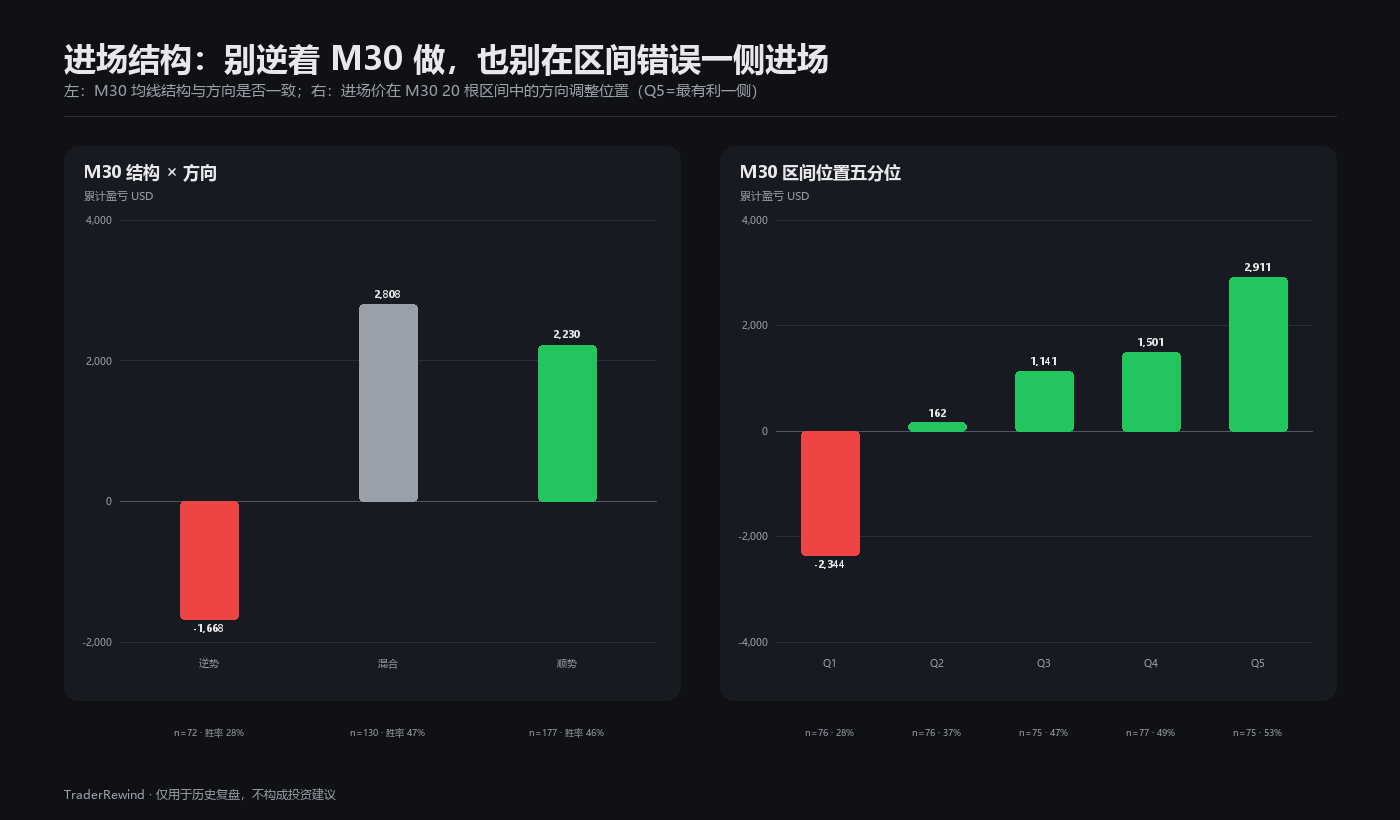 进场结构：别逆着 M30 做，也别在区间错误一侧进场
左：M30 均线结构与方向是否一致；右：进场价在 M30 20 根区间中的方向调整位置（Q5=最有利一侧）
M30 结构 × 方向
累计盈亏 USD
4,000
2,000
0
-2,000
-1,668
2,808
2,230
逆势
混合
顺势
n=72 · 胜率 28%
n=130 · 胜率 47%
n=177 · 胜率 46%
M30 区间位置五分位
累计盈亏 USD
4,000
2,000
0
-2,000
-4,000
-2,344
162
1,141
1,501
2,911
Q1
Q2
Q3
Q4
Q5
n=76 · 28%
n=76 · 37%
n=75 · 47%
n=77 · 49%
n=75 · 53%
TraderRewind · 仅用于历史复盘，不构成投资建议